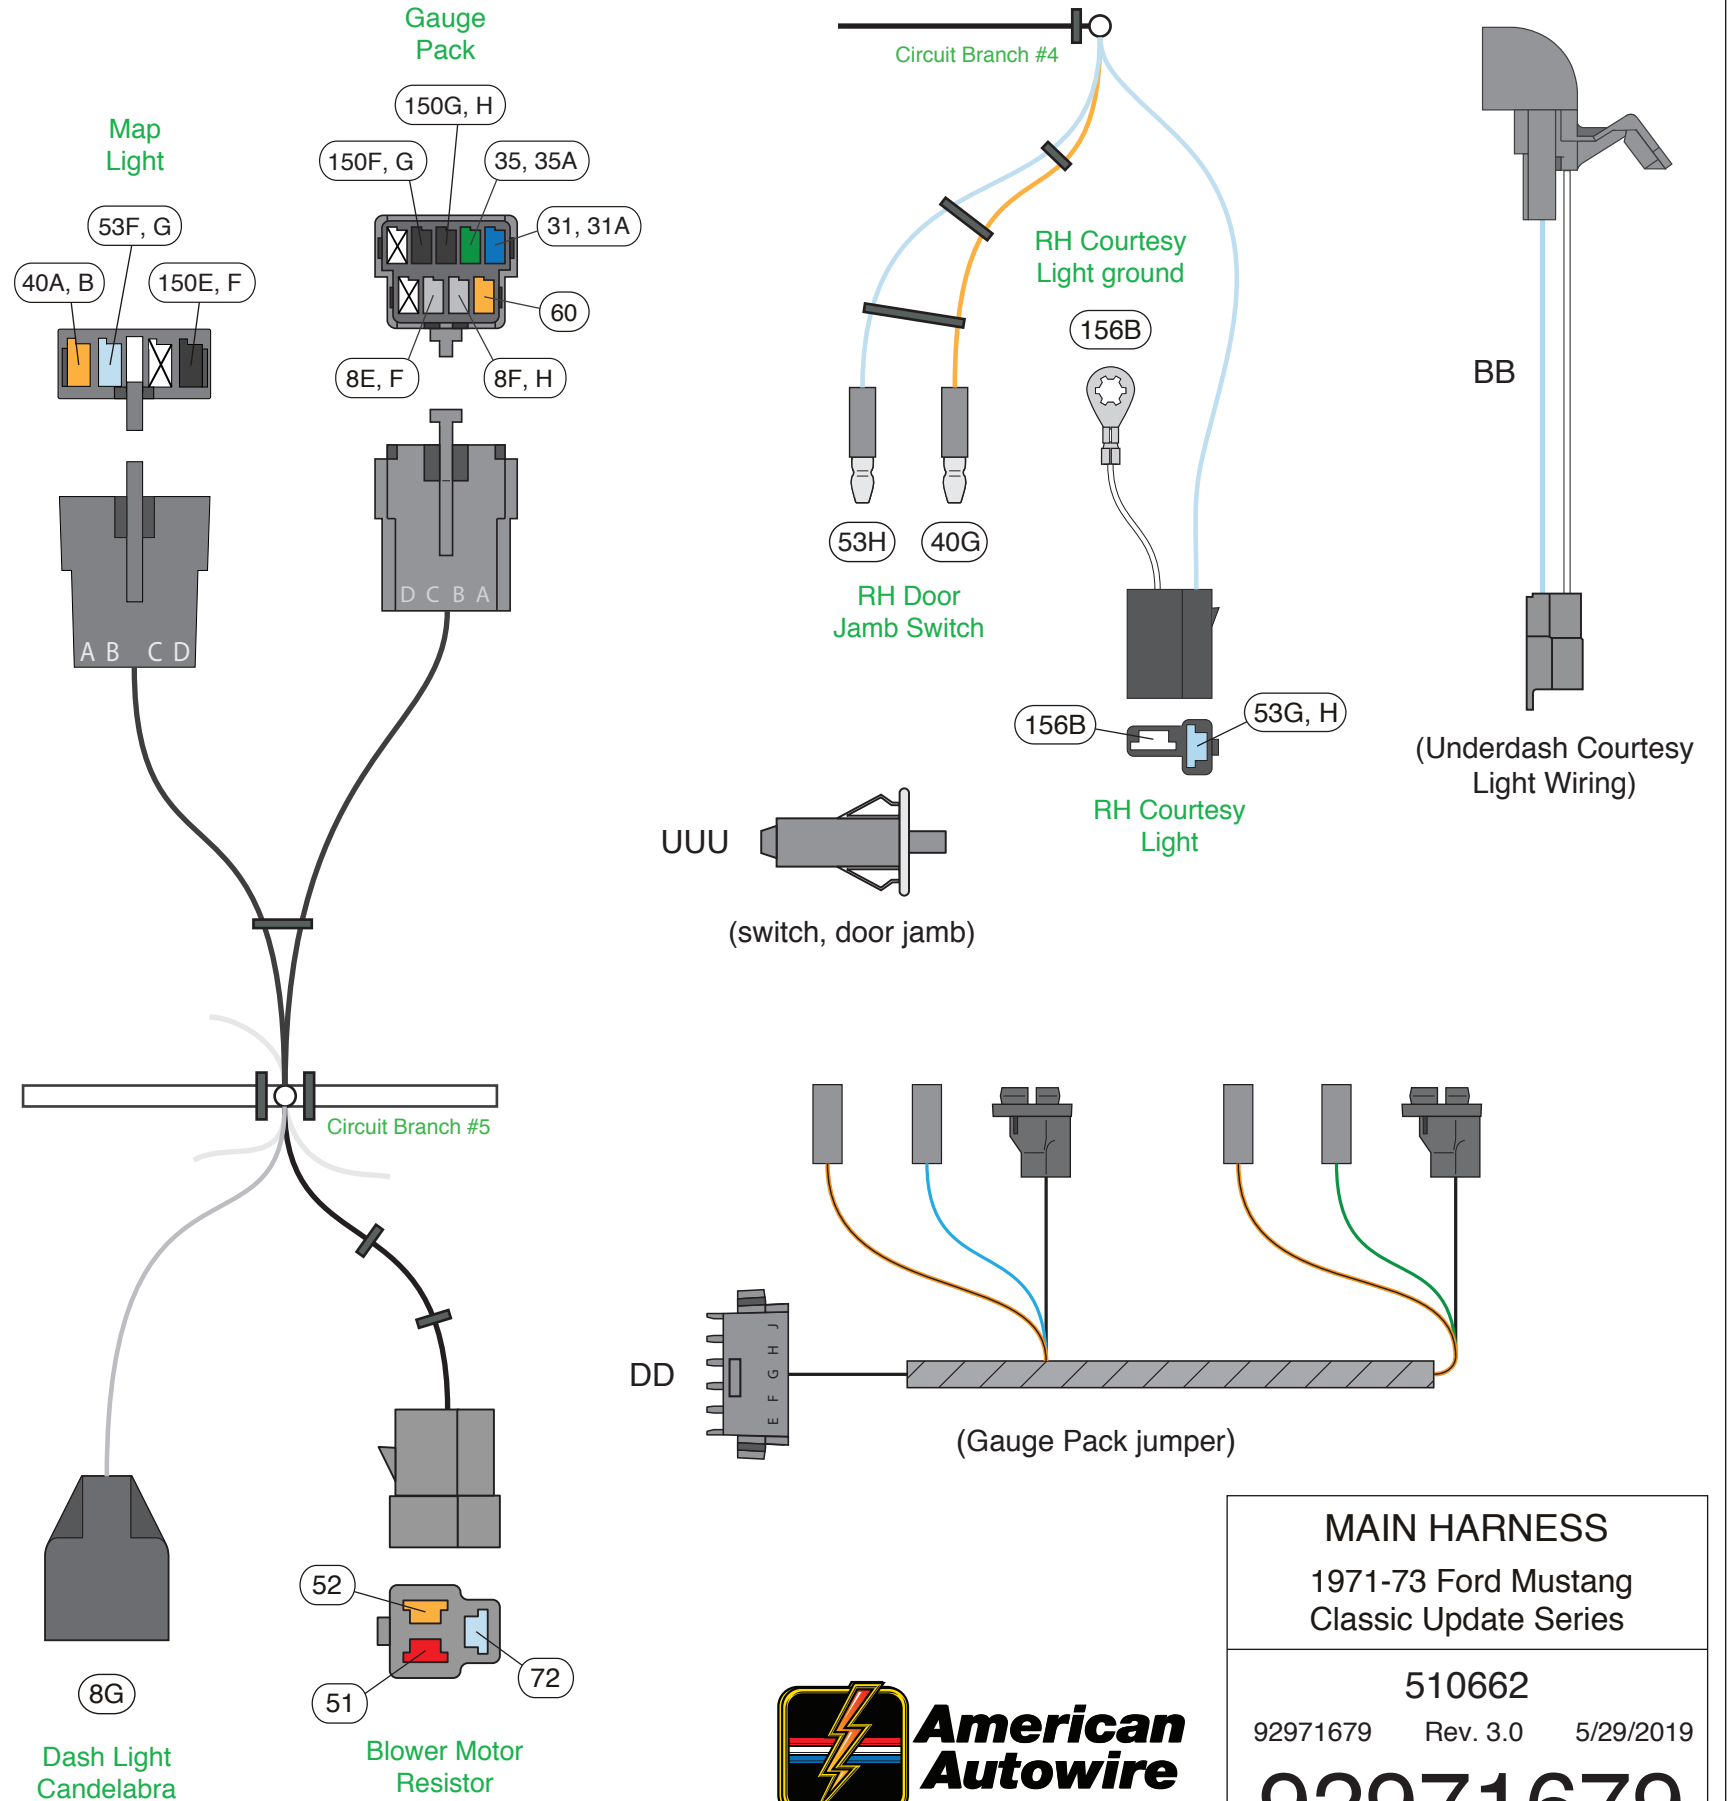 Gauge
Pack
150G, H
150F, G
35, 35A
31, 31A
60
8E, F
8F, H
D C B A
Map
Light
53F, G
40A, B
150E, F
A B C D
Circuit Branch #4
RH Courtesy
Light ground
156B
53H
40G
RH Door
Jamb Switch
156B
53G, H
RH Courtesy
Light
BB
(Underdash Courtesy
Light Wiring)
UUU
(switch, door jamb)
Circuit Branch #5
8G
Dash Light
Candelabra
52
51
72
Blower Motor
Resistor
DD
E F G H J
(Gauge Pack jumper)
American
Autowire
MAIN HARNESS
1971-73 Ford Mustang
Classic Update Series
510662
92971679 Rev. 3.0 5/29/2019
92971679